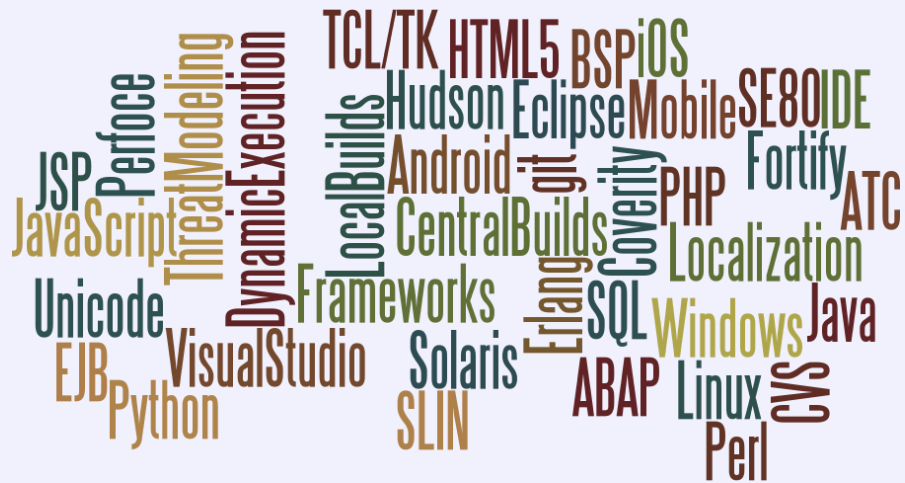 TCL/TK
HTML5
BSP
iOS
Perfoce
ThreatModeling
DynamicExecution
LocalBuilds
Hudson
Eclipse
Mobile
SE80
IDE
JSP
Android
git
Coverity
PHP
Fortify
ATC
JavaScript
CentralBuilds
Localization
Unicode
Frameworks
Erlang
SQL
Windows
Java
EJB
VisualStudio
Solaris
ABAP
Linux
CVS
Python
SLIN
Perl